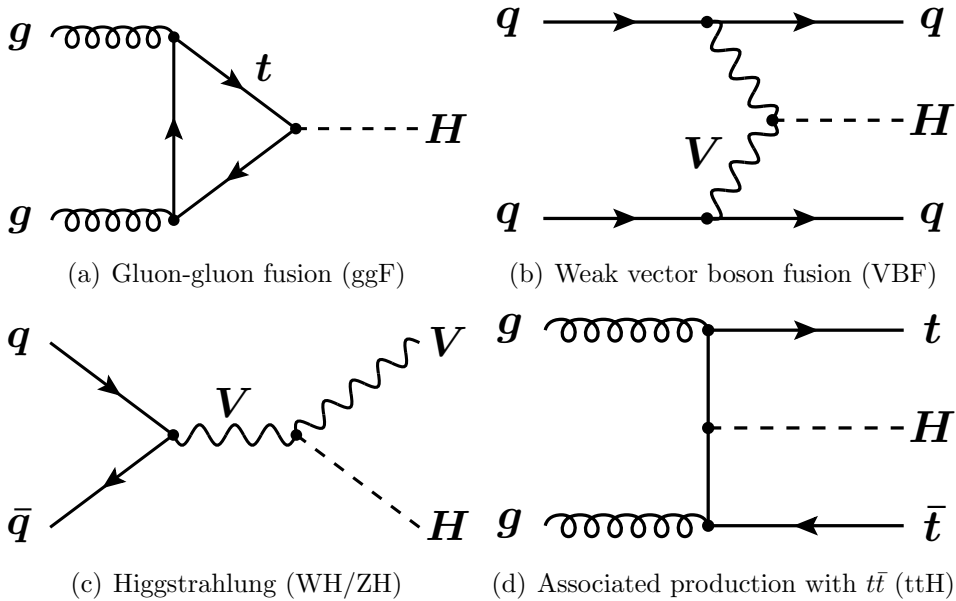 g
t
H
g
(a) Gluon-gluon fusion (ggF)
q
q
V
H
q
q
(b) Weak vector boson fusion (VBF)
q
V
V
q̄
H
(c) Higgstrahlung (WH/ZH)
g
t
H
g
t̄
(d) Associated production with tt̄ (ttH)